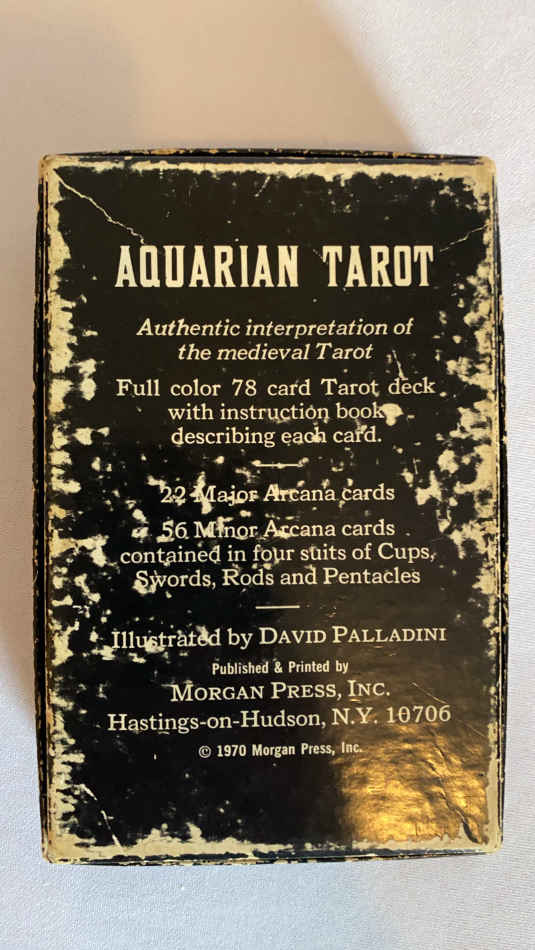 AQUARIAN TAROT
Authentic interpretation of
the medieval Tarot
Full color 78 card Tarot deck
with instruction book
describing each card.
22 Major Arcana cards
56 Minor Arcana cards
contained in four suits of Cups,
Swords, Rods and Pentacles
Illustrated by DAVID PALLADINI
Published & Printed by
MORGAN PRESS, INC.
Hastings-on-Hudson, N.Y. 10706
© 1970 Morgan Press, Inc.